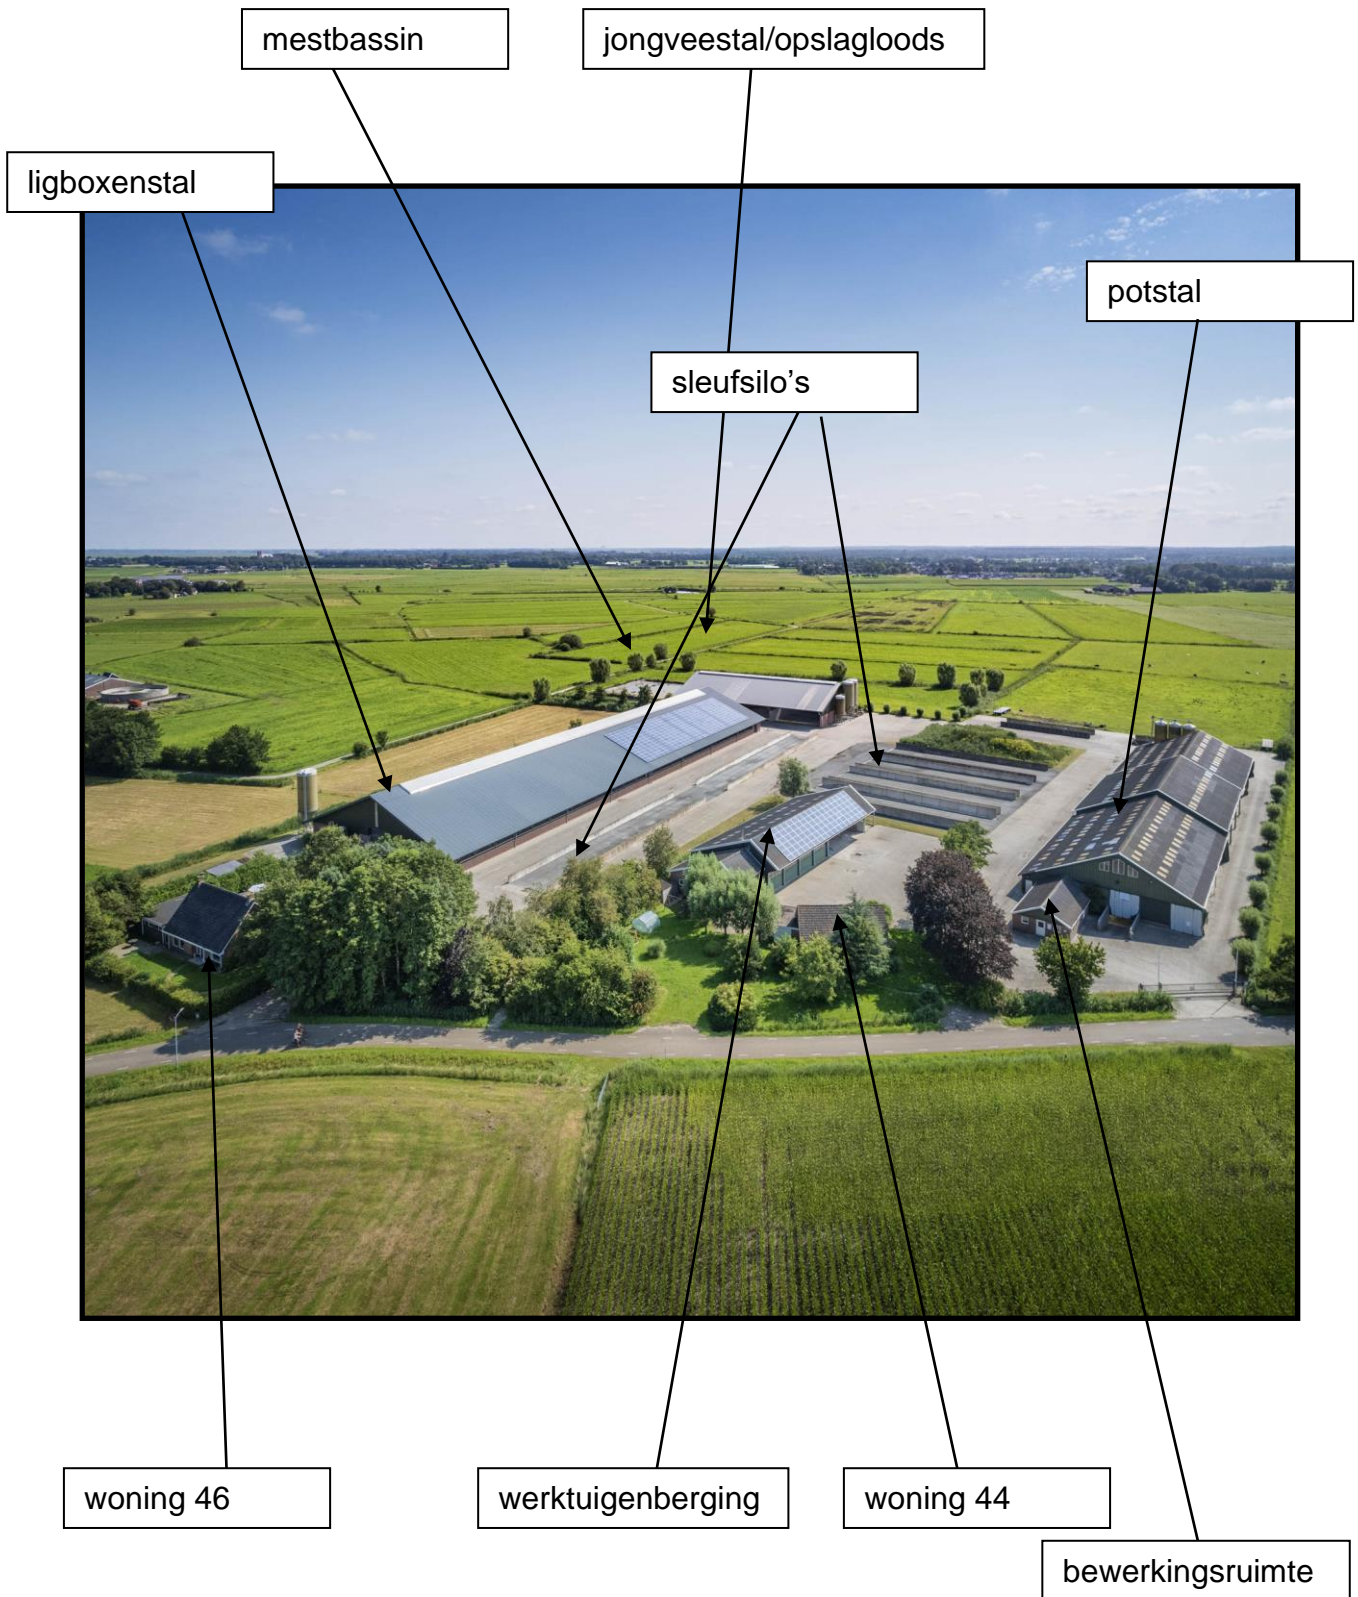 mestbassin
jongveestal/opslagloods
ligboxenstal
potstal
sleufsilo’s
woning 46
werktuigenberging
woning 44
bewerkingsruimte